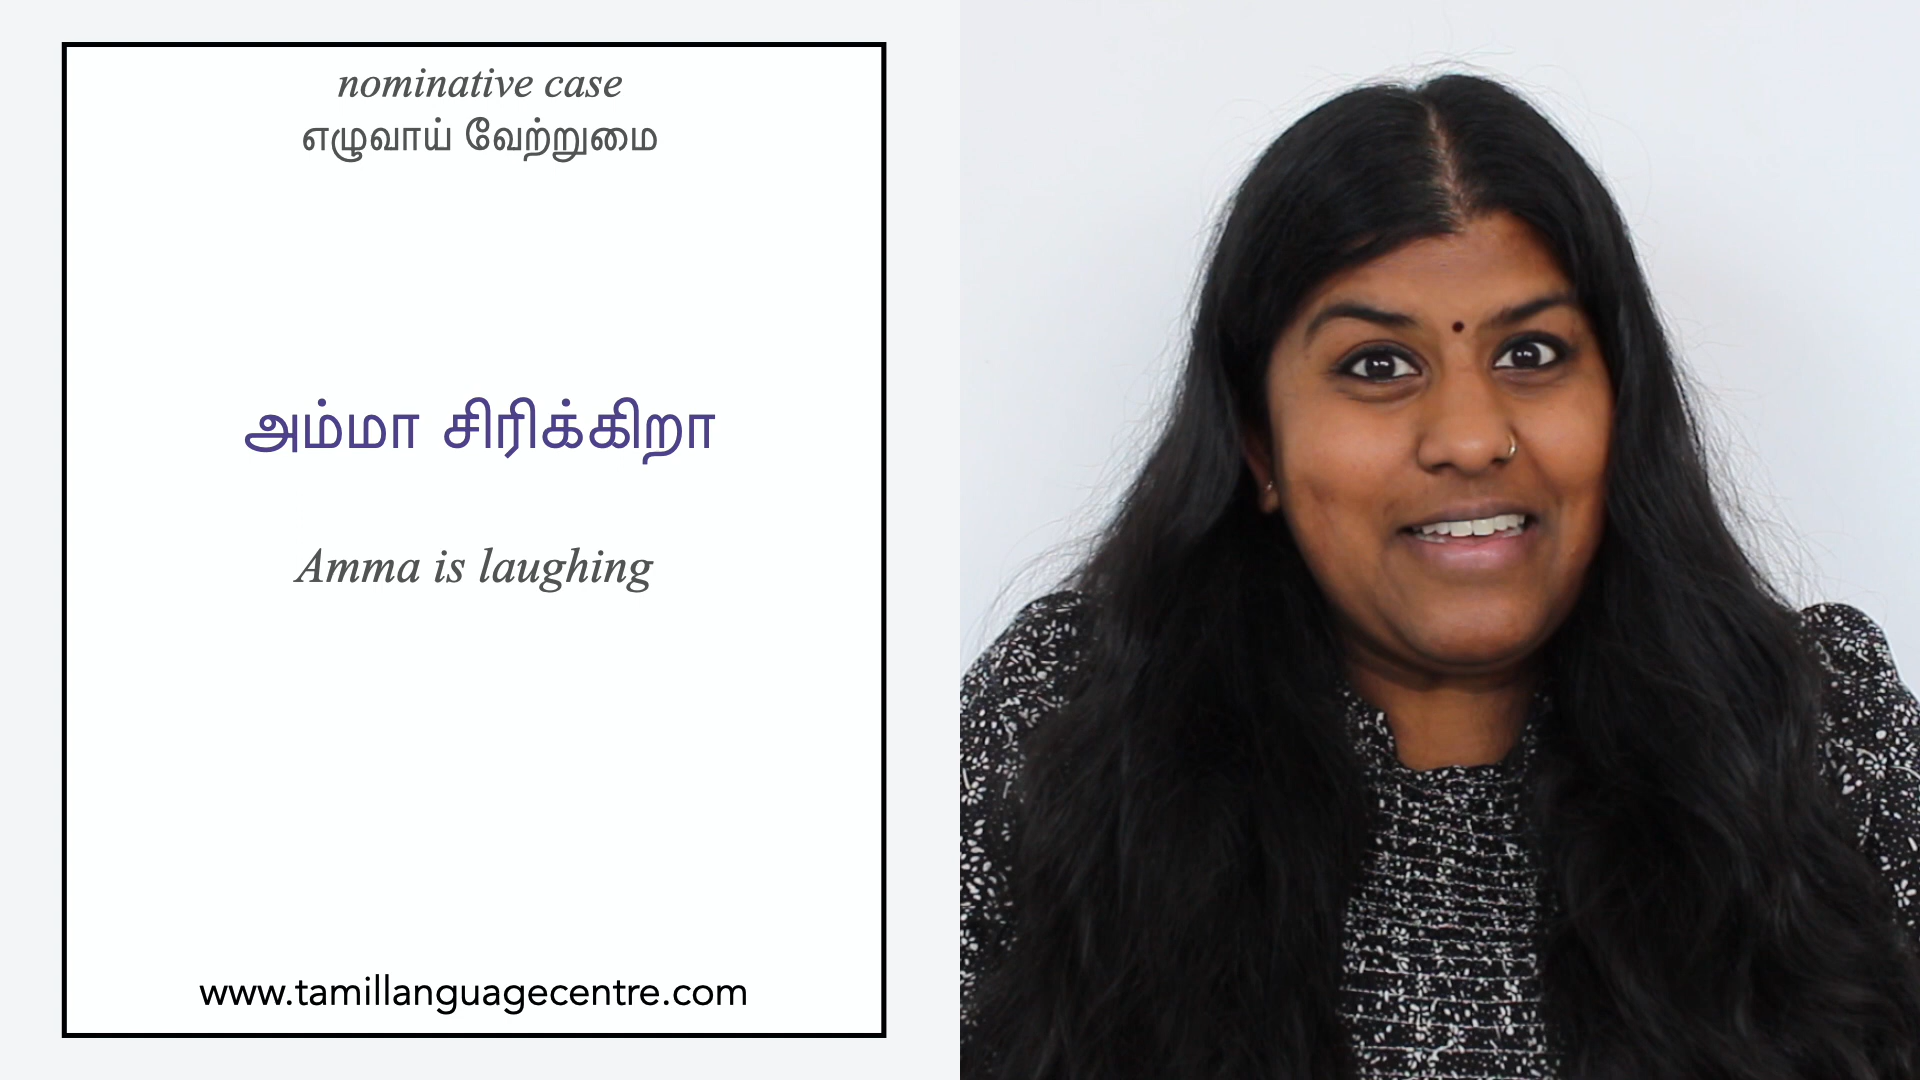 nominative case
எழுவாய் வேற்றுமை
அம்மா சிரிக்கிறா
Amma is laughing
www.tamillanguagecentre.com